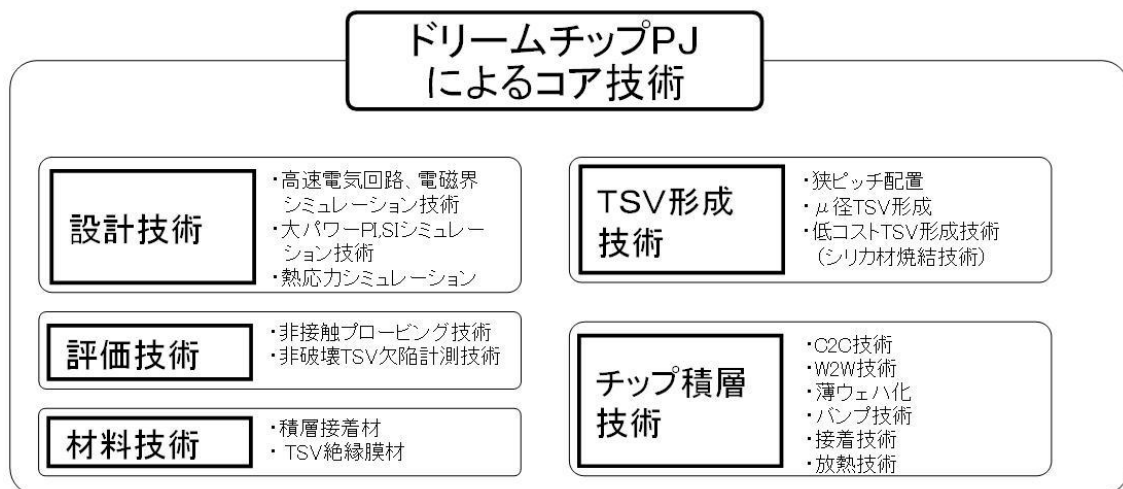 ドリームチップPJ
によるコア技術
設計技術
・高速電気回路、電磁界
シミュレーション技術
・大パワーPI,SIシミュレー
ション技術
・熱応力シミュレーション
評価技術
・非接触プロービング技術
・非破壊TSV欠陥計測技術
材料技術
・積層接着材
・TSV絶縁膜材
TSV形成
技術
・狭ピッチ配置
・μ径TSV形成
・低コストTSV形成技術
(シリカ材焼結技術)
チップ積層
技術
・C2C技術
・W2W技術
・薄ウェハ化
・バンプ技術
・接着技術
・放熱技術